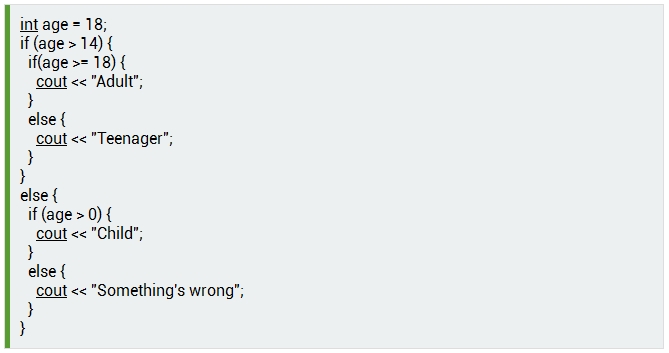 int age = 18;
if (age > 14) {
if(age >= 18) {
cout << "Adult";
}
else {
cout << "Teenager";
}
}
else {
if (age > 0) {
cout << "Child";
}
else {
cout << "Something's wrong";
}
}